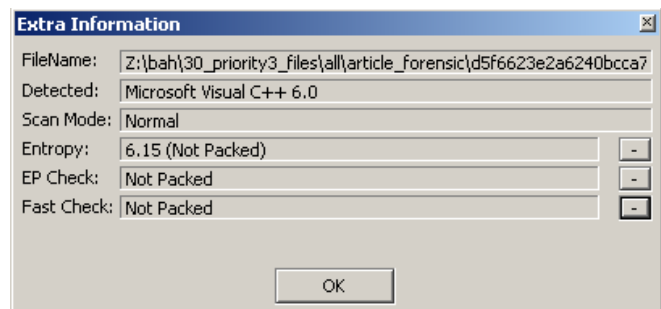 Extra Information
FileName: Z:\bah\30_priority3_files\all\article_forensic\d5f6623e2a6240bcca7
Detected: Microsoft Visual C++ 6.0
Scan Mode: Normal
Entropy: 6.15 (Not Packed) -
EP Check: Not Packed -
Fast Check: Not Packed -
OK